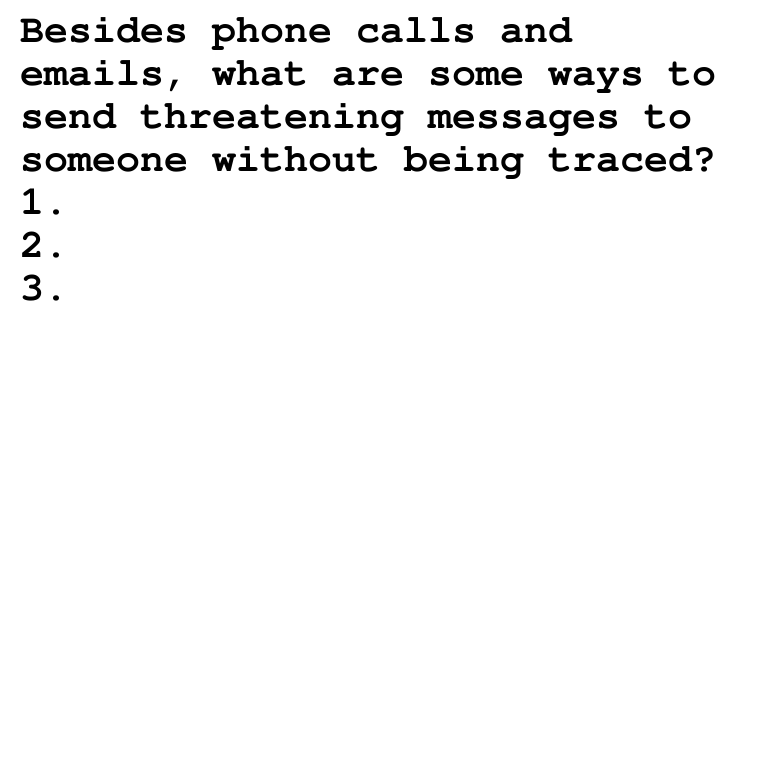 Besides phone calls and
emails, what are some ways to
send threatening messages to
someone without being traced?
1.
2.
3.